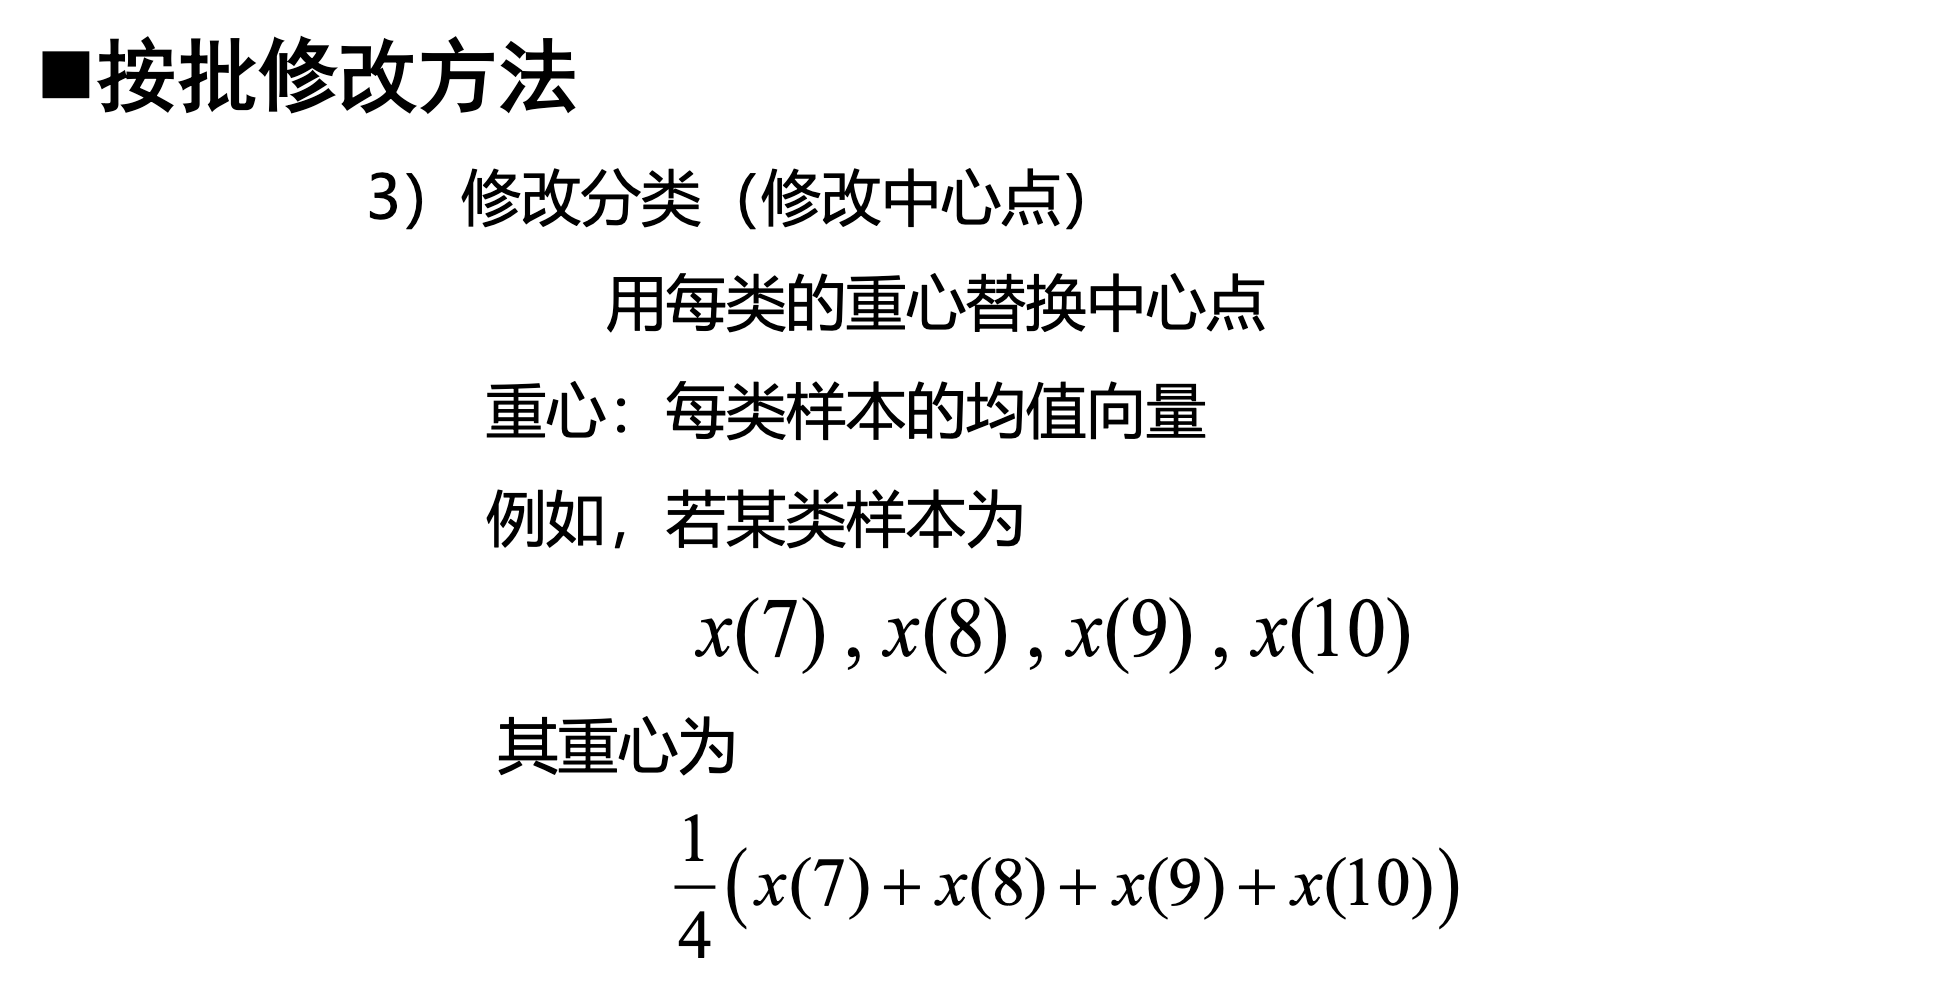 ■按批修改方法
3）修改分类（修改中心点）
用每类的重心替换中心点
重心：每类样本的均值向量
例如，若某类样本为
x(7) , x(8) , x(9) , x(10)
其重心为
1/4 (x(7) + x(8) + x(9) + x(10))